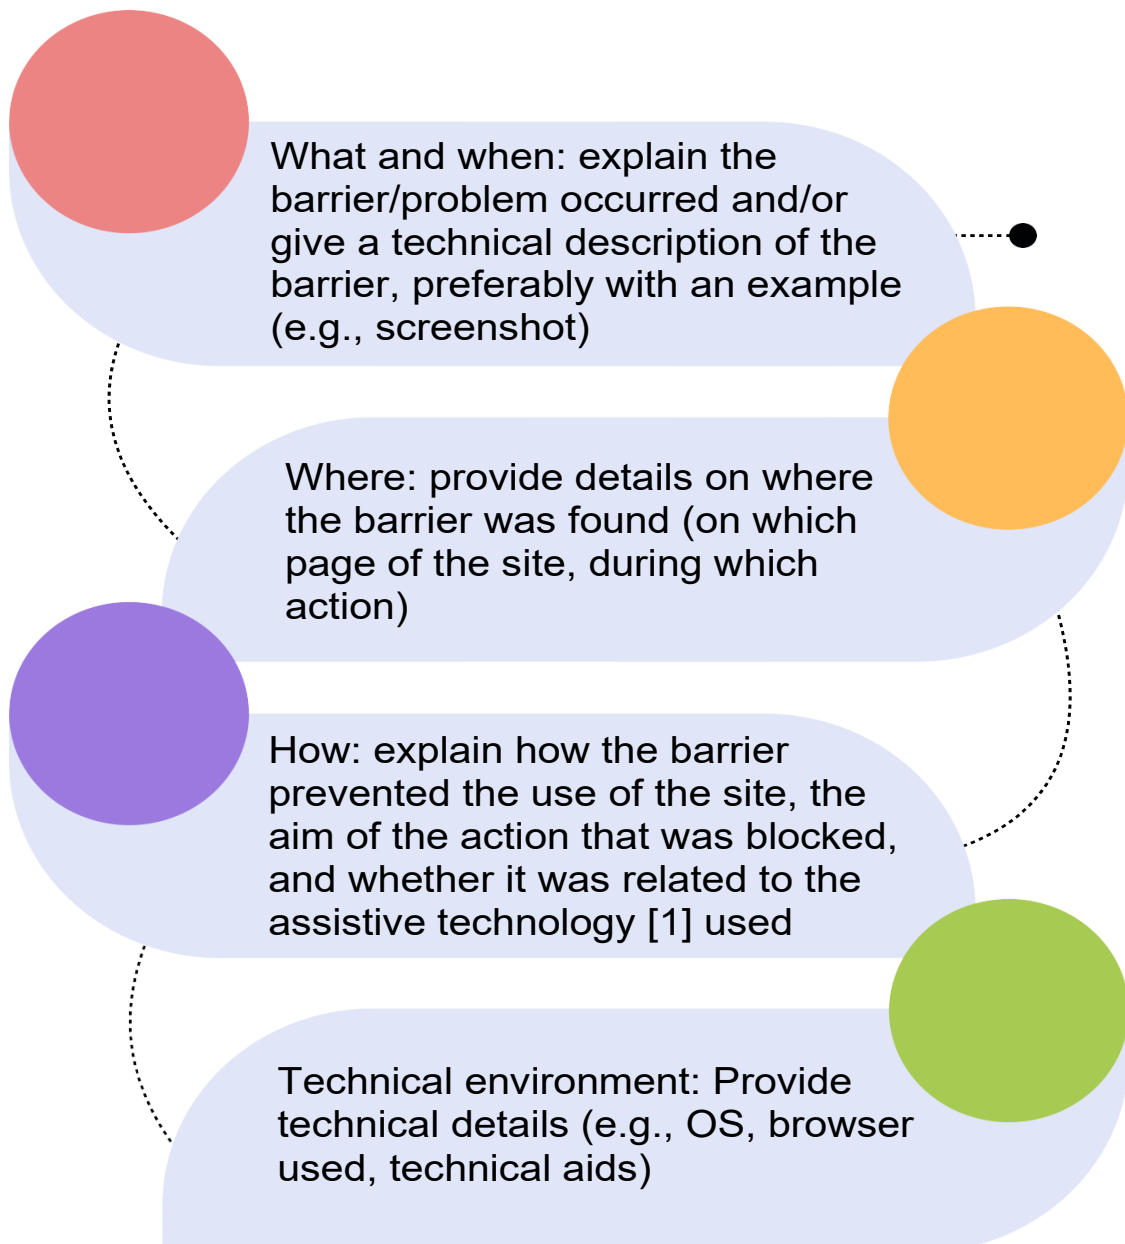 What and when: explain the
barrier/problem occurred and/or
give a technical description of the
barrier, preferably with an example
(e.g., screenshot)
Where: provide details on where
the barrier was found (on which
page of the site, during which
action)
How: explain how the barrier
prevented the use of the site, the
aim of the action that was blocked,
and whether it was related to the
assistive technology [1] used
Technical environment: Provide
technical details (e.g., OS, browser
used, technical aids)